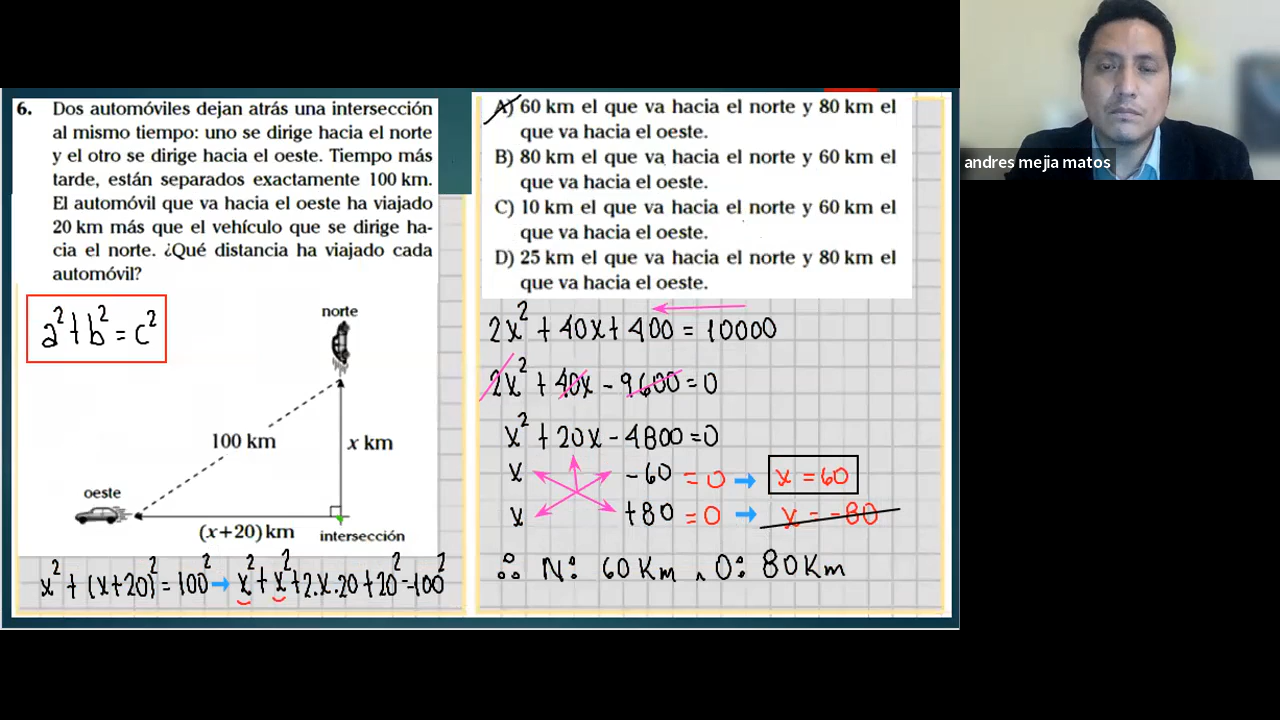 6. Dos automóviles dejan atrás una intersección
al mismo tiempo: uno se dirige hacia el norte
y el otro se dirige hacia el oeste. Tiempo más
tarde, están separados exactamente 100 km.
El automóvil que va hacia el oeste ha viajado
20 km más que el vehículo que se dirige ha-
cia el norte. ¿Qué distancia ha viajado cada
automóvil?
a² + b² = c²
norte
100 km
x km
oeste
(x+20) km
intersección
x² + (x+20)² = 100² → x² + x² + 2.x.20 + 20² = 100²
A) 60 km el que va hacia el norte y 80 km el
que va hacia el oeste.
B) 80 km el que va hacia el norte y 60 km el
que va hacia el oeste.
C) 10 km el que va hacia el norte y 60 km el
que va hacia el oeste.
D) 25 km el que va hacia el norte y 80 km el
que va hacia el oeste.
2x² + 40x + 400 = 10000
2x² + 40x - 9600 = 0
x² + 20x - 4800 = 0
x -60 = 0 → x = 60
x +80 = 0 → x = -80
∴ N: 60 Km ∧ O: 80 Km
andres mejia matos